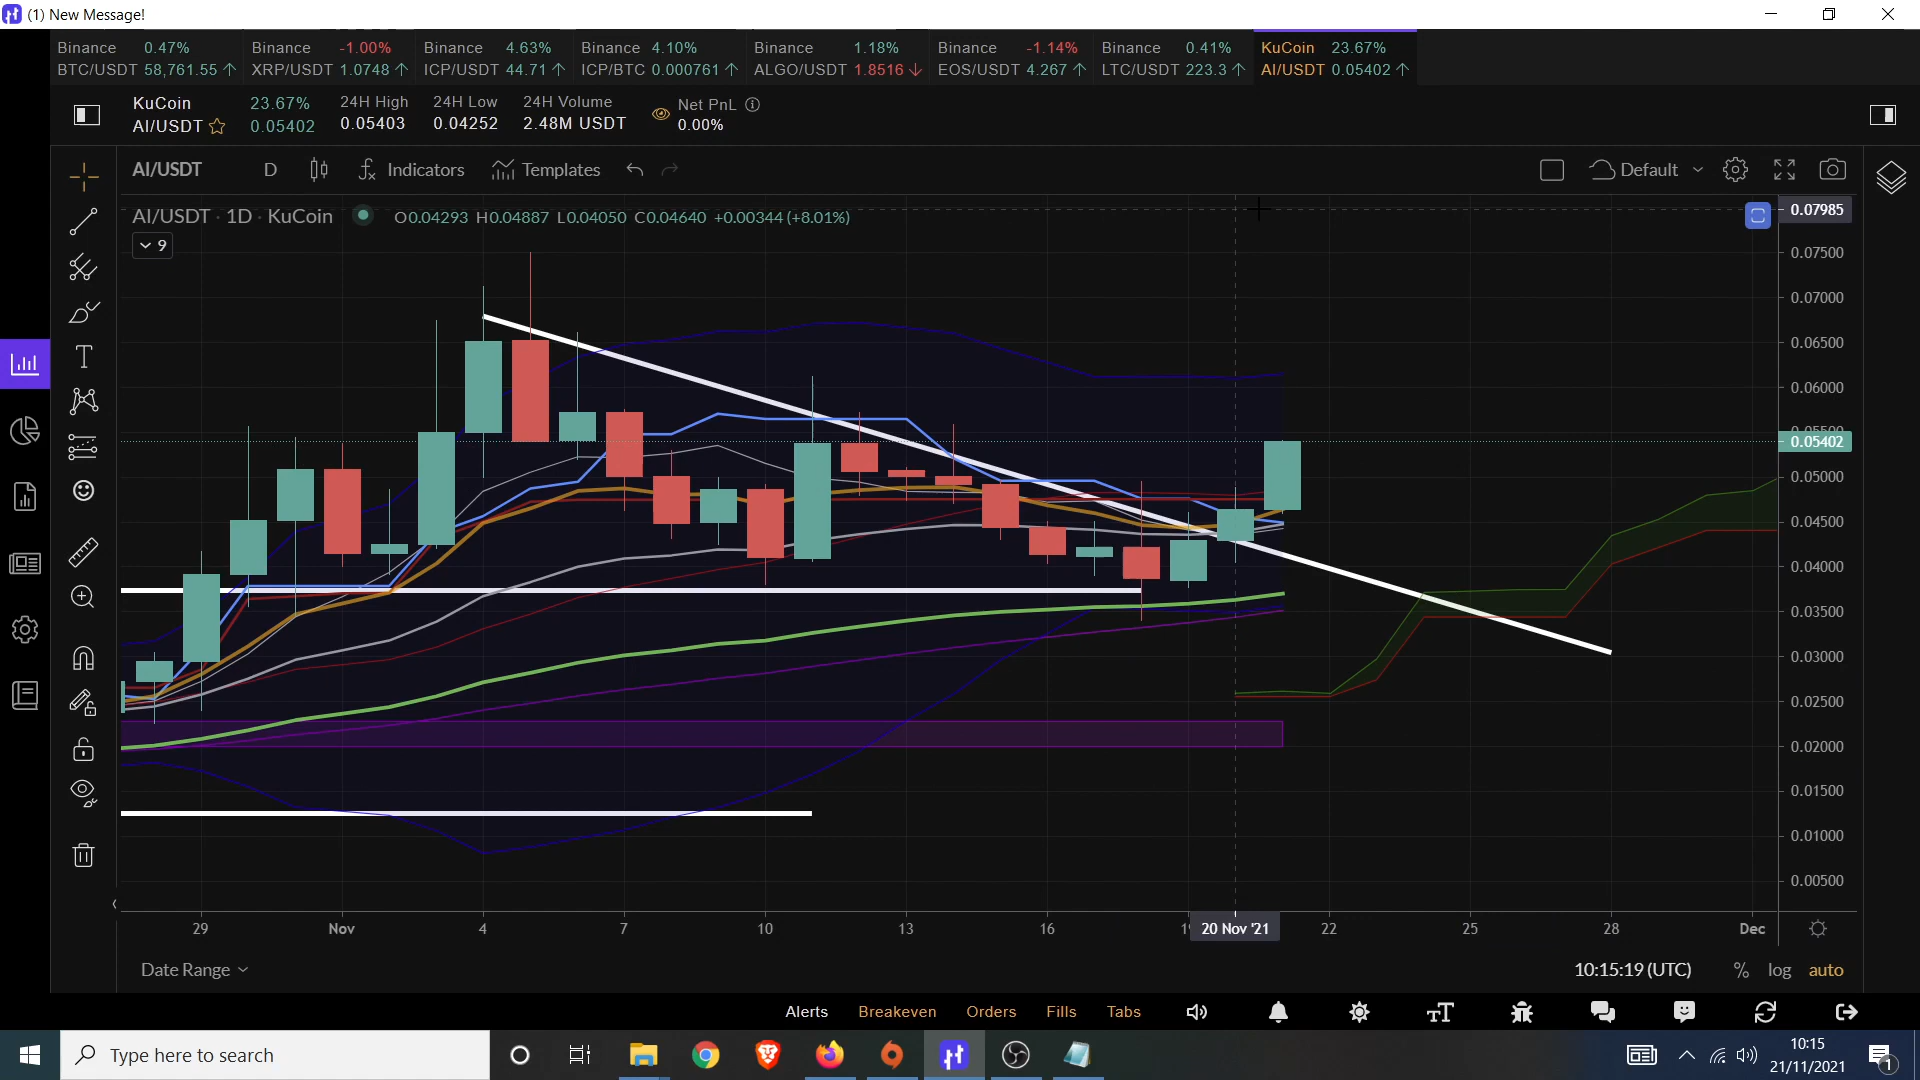 (1) New Message!
Binance 0.47% Binance -1.00% Binance 4.63% Binance 4.10% Binance 1.18% Binance -1.14% Binance 0.41% KuCoin 23.67%
BTC/USDT 58,761.55 XRP/USDT 1.0748 ICP/USDT 44.71 ICP/BTC 0.000761 ALGO/USDT 1.8516 EOS/USDT 4.267 LTC/USDT 223.3 AI/USDT 0.05402
KuCoin 23.67% 24H High 24H Low 24H Volume Net PnL
AI/USDT 0.05402 0.05403 0.04252 2.48M USDT 0.00%
AI/USDT D Indicators Templates Default
AI/USDT · 1D · KuCoin O0.04293 H0.04887 L0.04050 C0.04640 +0.00344 (+8.01%)
9
0.07985
0.07500
0.07000
0.06500
0.06000
0.05402
0.05000
0.04500
0.04000
0.03500
0.03000
0.02500
0.02000
0.01500
0.01000
0.00500
29 Nov 4 7 10 13 16 20 Nov '21 22 25 28 Dec
Date Range 10:15:19 (UTC) % log auto
Alerts Breakeven Orders Fills Tabs
Type here to search
10:15
21/11/2021
1